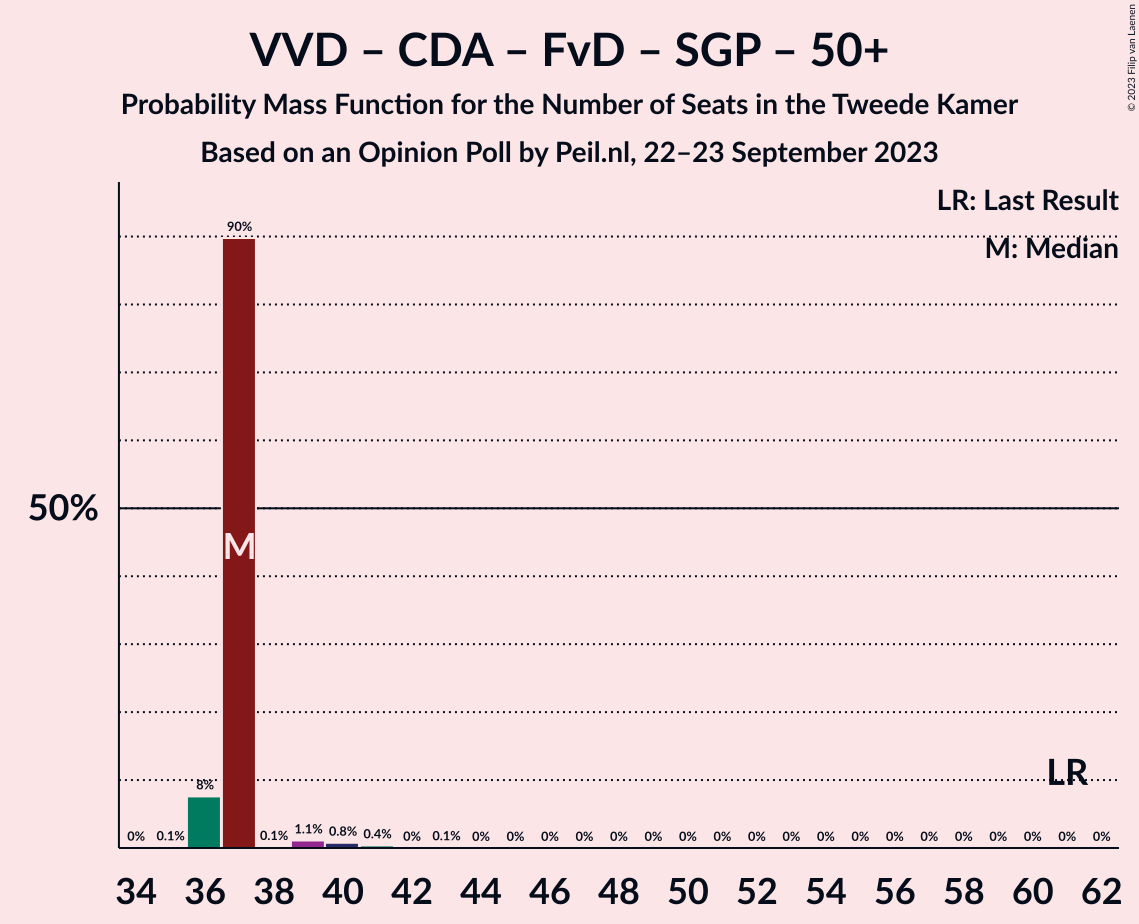 VVD – CDA – FvD – SGP – 50+
Probability Mass Function for the Number of Seats in the Tweede Kamer
Based on an Opinion Poll by Peil.nl, 22–23 September 2023
© 2023 Filip van Laenen
LR: Last Result
M: Median
90%
50%
M
LR
8%
0% 0.1% 0.1% 1.1% 0.8% 0.4% 0% 0.1% 0% 0% 0% 0% 0% 0% 0% 0% 0% 0% 0% 0% 0% 0% 0% 0% 0% 0% 0%
34 36 38 40 42 44 46 48 50 52 54 56 58 60 62